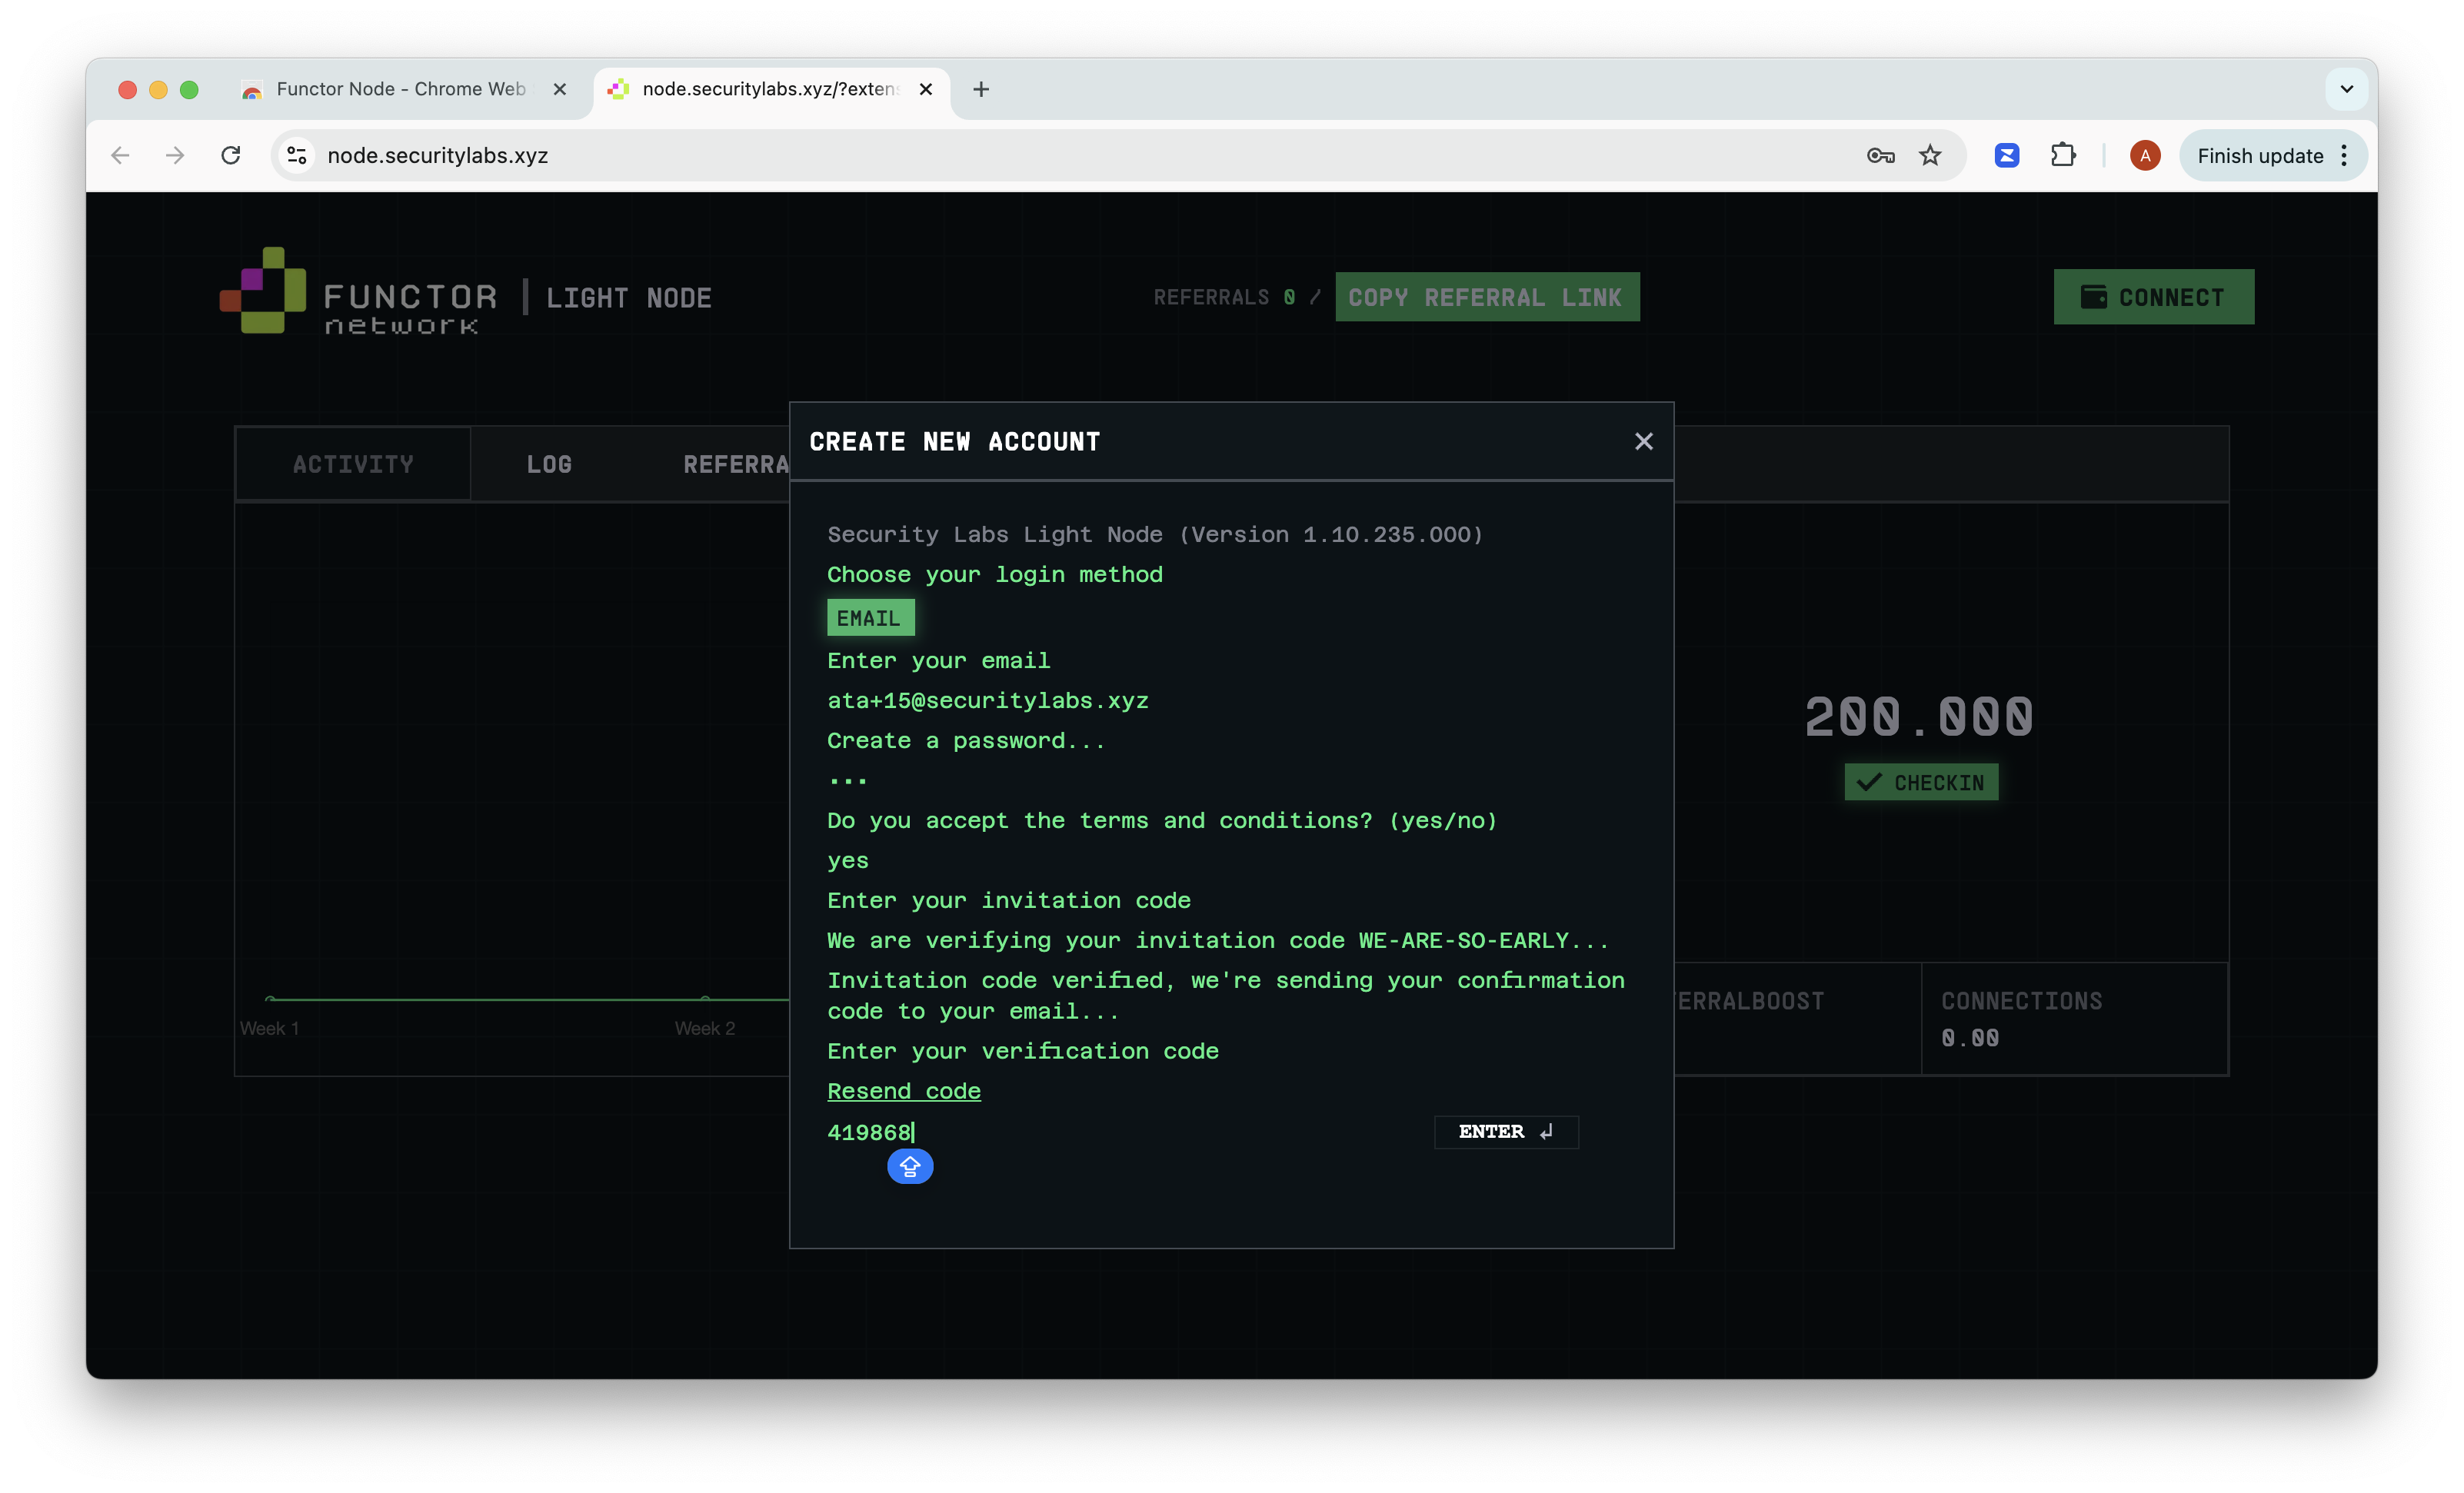 Functor Node - Chrome Web
node.securitylabs.xyz/?exten
node.securitylabs.xyz
A
Finish update
FUNCTOR
network
LIGHT NODE
REFERRALS 0 /
COPY REFERRAL LINK
CONNECT
ACTIVITY
LOG
REFERRA
CREATE NEW ACCOUNT
Security Labs Light Node (Version 1.10.235.000)
Choose your login method
EMAIL
Enter your email
ata+15@securitylabs.xyz
Create a password...
...
Do you accept the terms and conditions? (yes/no)
yes
Enter your invitation code
We are verifying your invitation code WE-ARE-SO-EARLY...
Invitation code verified, we're sending your confirmation
code to your email...
Enter your verification code
Resend code
419868
ENTER
200.000
CHECKIN
Week 1
Week 2
ERRALBOOST
CONNECTIONS
0.00